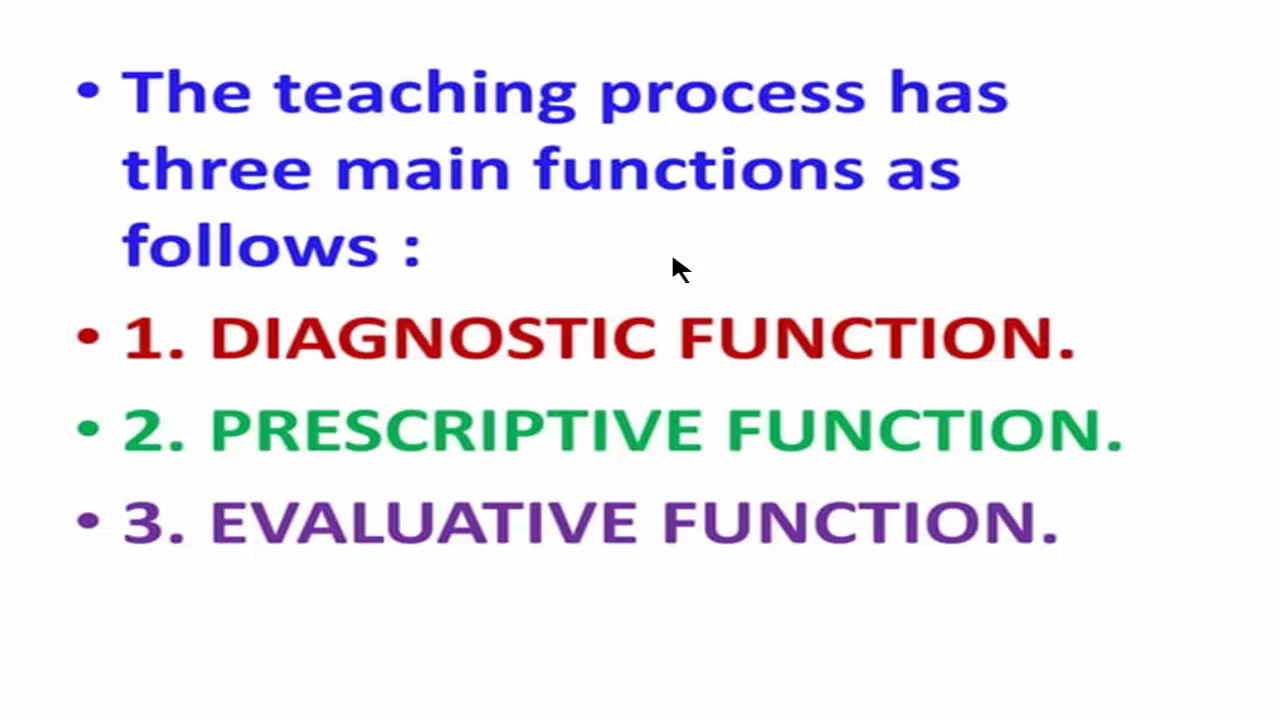 • The teaching process has
three main functions as
follows :
• 1. DIAGNOSTIC FUNCTION.
• 2. PRESCRIPTIVE FUNCTION.
• 3. EVALUATIVE FUNCTION.